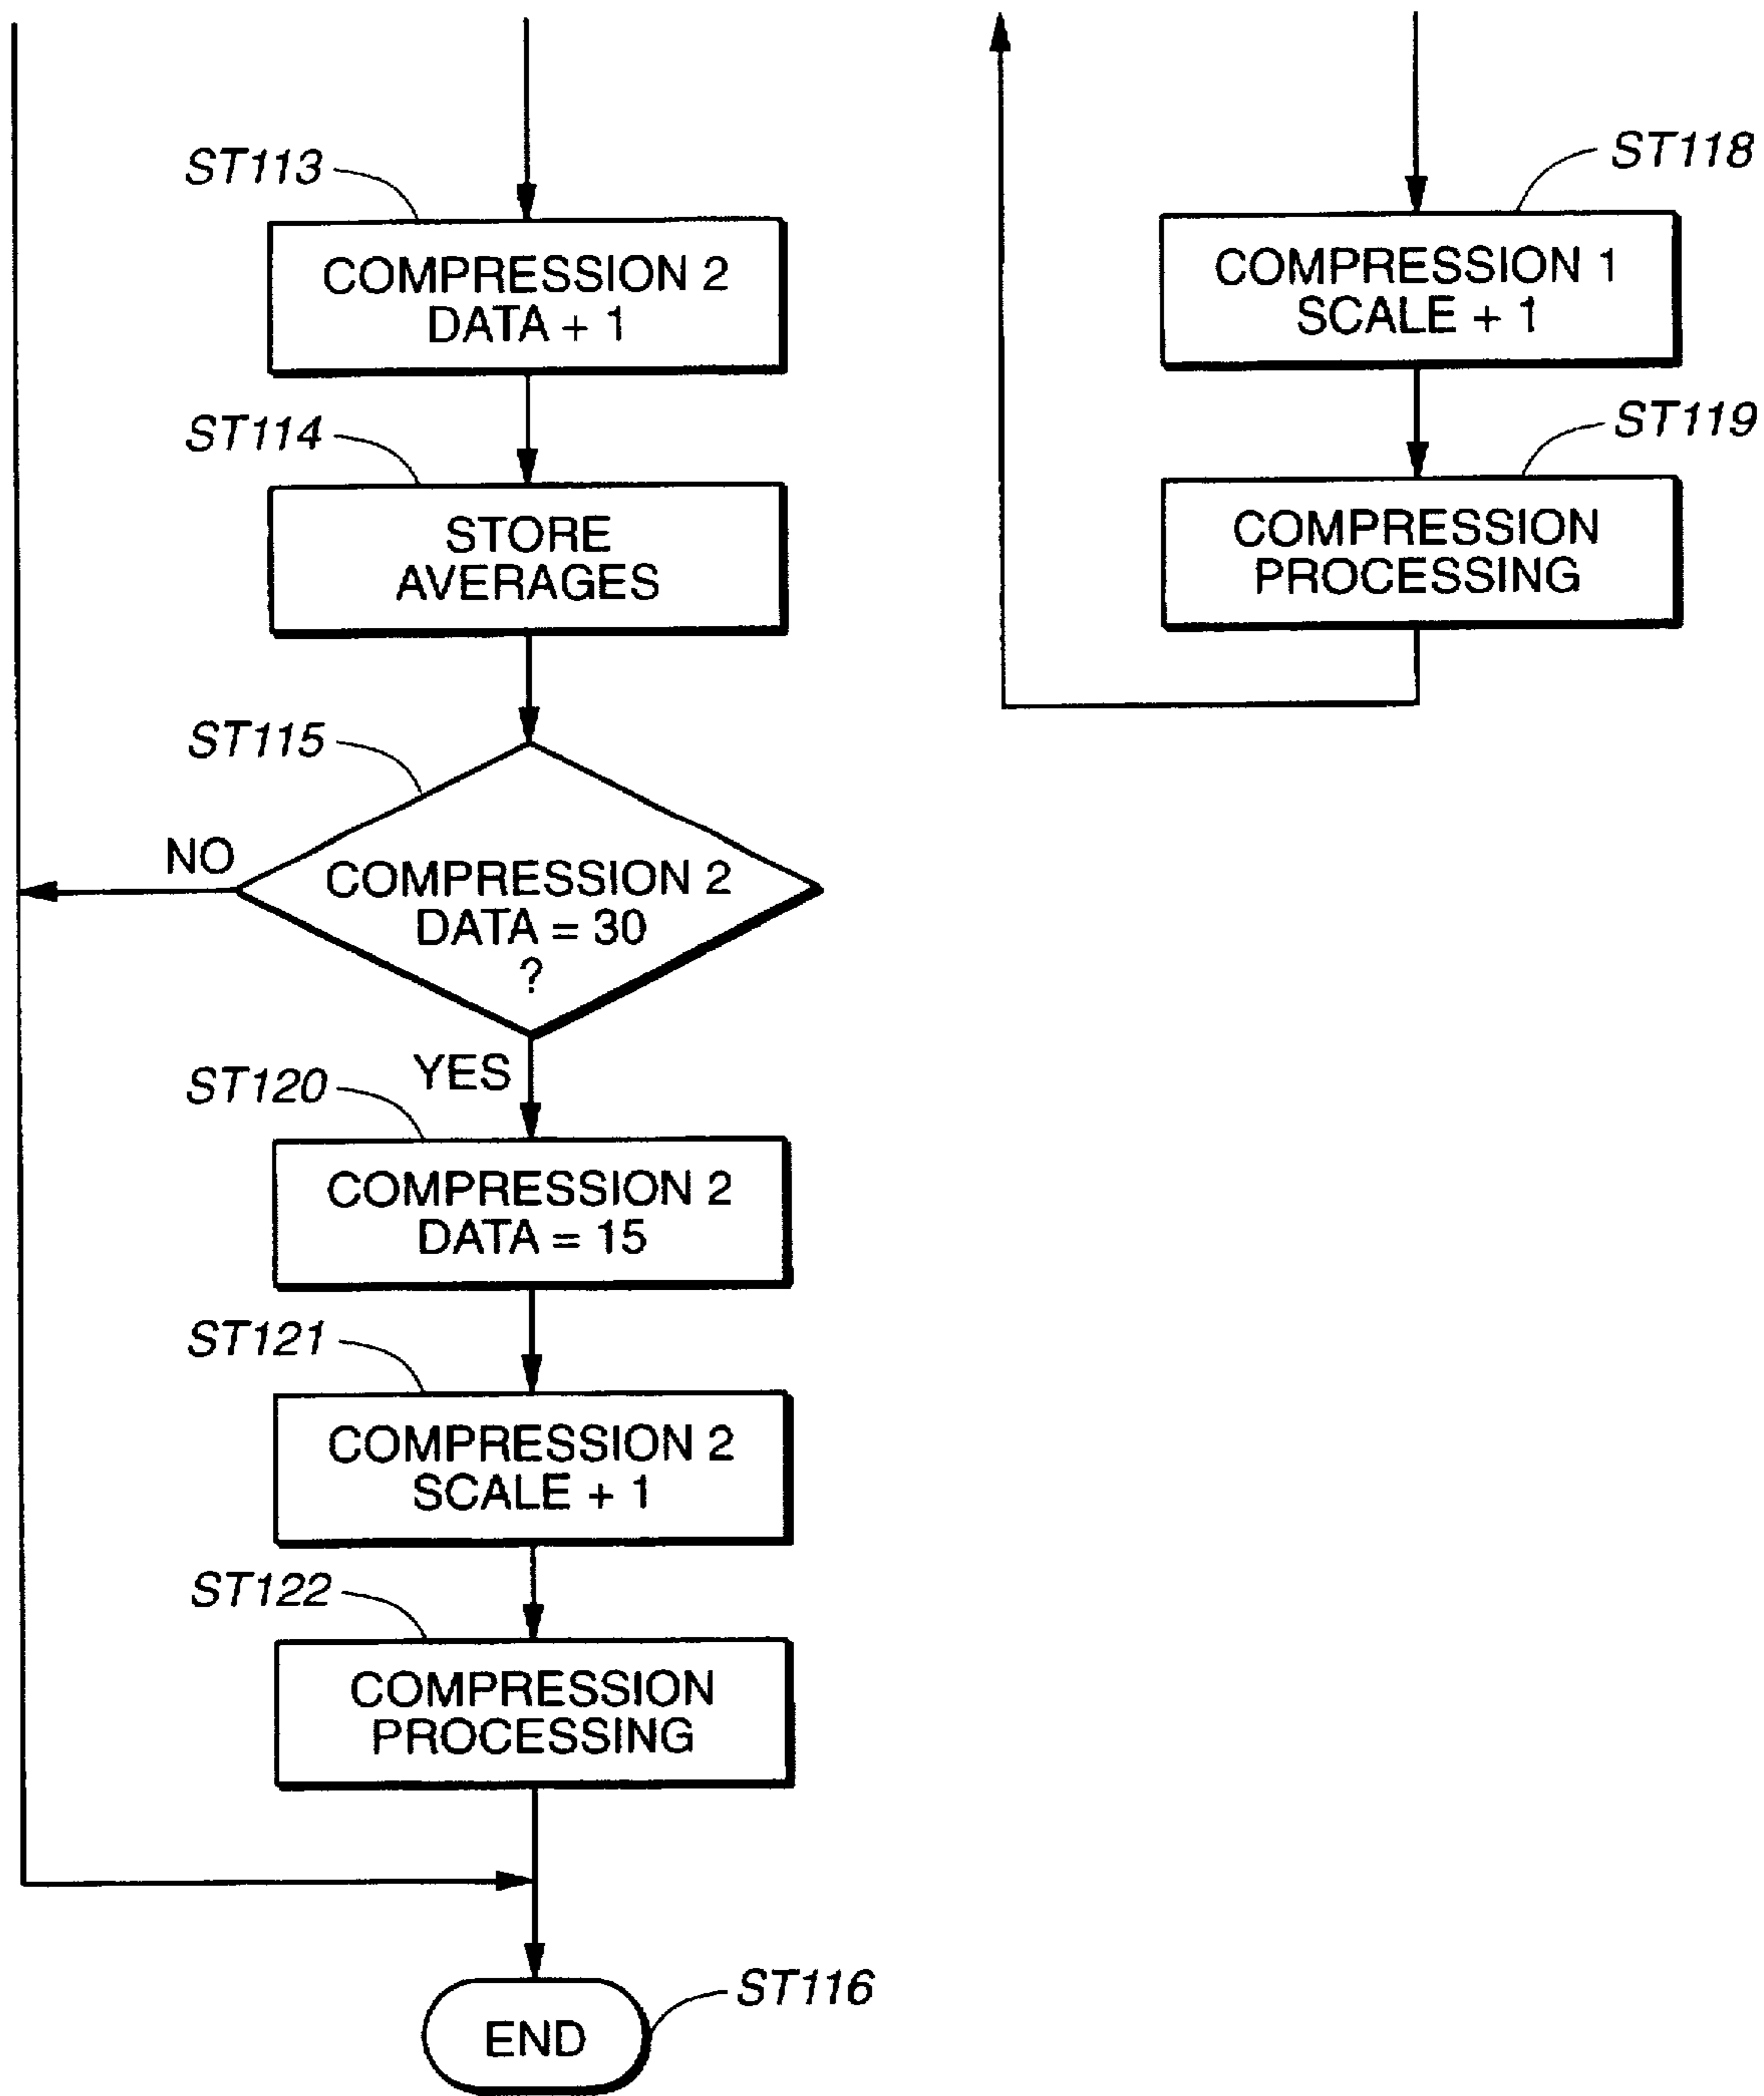 ST113
COMPRESSION 2
DATA + 1
ST114
STORE
AVERAGES
ST115
NO
COMPRESSION 2
DATA = 30
?
YES
ST120
COMPRESSION 2
DATA = 15
ST121
COMPRESSION 2
SCALE + 1
ST122
COMPRESSION
PROCESSING
ST116
END
ST118
COMPRESSION 1
SCALE + 1
ST119
COMPRESSION
PROCESSING